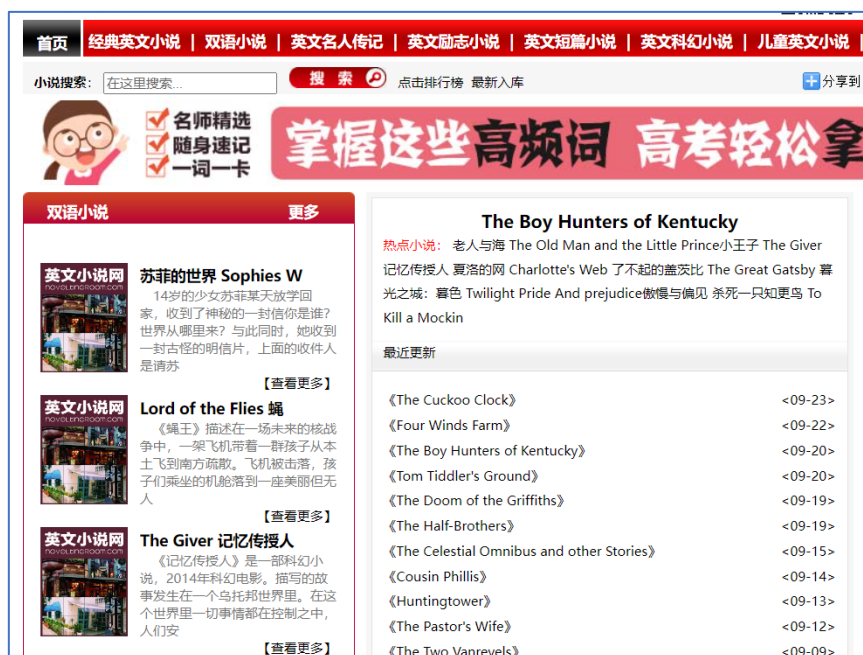 首页 经典英文小说 | 双语小说 | 英文名人传记 | 英文励志小说 | 英文短篇小说 | 英文科幻小说 | 儿童英文小说 |
小说搜索： 在这里搜索... 搜 索 点击排行榜 最新入库 分享到
名师精选
随身速记
一词一卡
掌握这些高频词 高考轻松拿
双语小说 更多
英文小说网
NOVEL.TINGROOM.COM
苏菲的世界 Sophies W
14岁的少女苏菲某天放学回
家，收到了神秘的一封信你是谁?
世界从哪里来? 与此同时，她收到
一封古怪的明信片，上面的收件人
是请苏
【查看更多】
英文小说网
NOVEL.TINGROOM.COM
Lord of the Flies 蝇
《蝇王》描述在一场未来的核战
争中，一架飞机带着一群孩子从本
土飞到南方疏散。飞机被击落，孩
子们乘坐的机舱落到一座美丽但无
人
【查看更多】
英文小说网
NOVEL.TINGROOM.COM
The Giver 记忆传授人
《记忆传授人》是一部科幻小
说，2014年科幻电影。描写的故
事发生在一个乌托邦世界里。在这
个世界里一切事情都在控制之中，
人们安
【查看更多】
The Boy Hunters of Kentucky
热点小说： 老人与海 The Old Man and the Little Prince小王子 The Giver
记忆传授人 夏洛的网 Charlotte's Web 了不起的盖茨比 The Great Gatsby 暮
光之城：暮色 Twilight Pride And prejudice傲慢与偏见 杀死一只知更鸟 To
Kill a Mockin
最近更新
《The Cuckoo Clock》 <09-23>
《Four Winds Farm》 <09-22>
《The Boy Hunters of Kentucky》 <09-20>
《Tom Tiddler's Ground》 <09-20>
《The Doom of the Griffiths》 <09-19>
《The Half-Brothers》 <09-19>
《The Celestial Omnibus and other Stories》 <09-15>
《Cousin Phillis》 <09-14>
《Huntingtower》 <09-13>
《The Pastor's Wife》 <09-12>
《The Two Vanrevels》 <09-09>